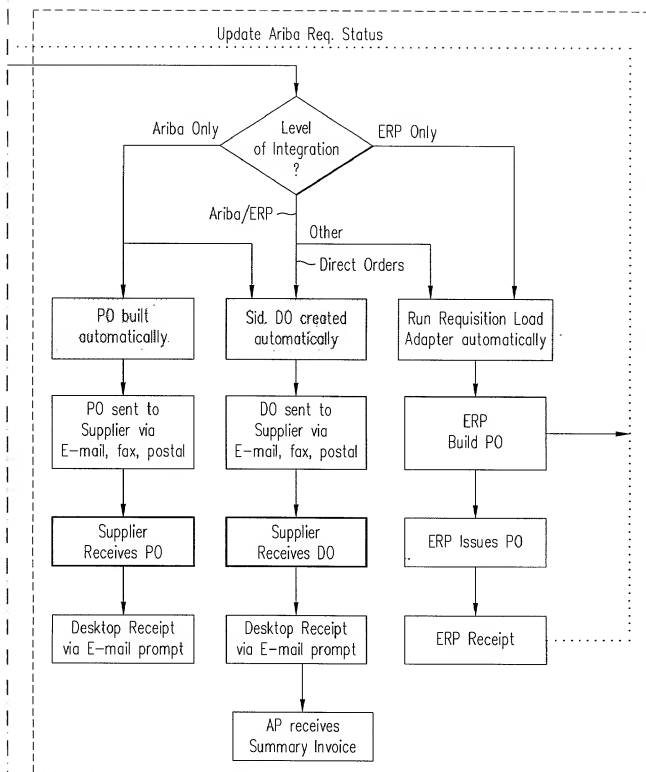 Update Ariba Req. Status
Ariba Only
Level
of Integration
?
ERP Only
Ariba/ERP
Other
Direct Orders
PO built
automatically.
Sid. DO created
automatically
Run Requisition Load
Adapter automatically
PO sent to
Supplier via
E-mail, fax, postal
DO sent to
Supplier via
E-mail, fax, postal
ERP
Build PO
Supplier
Receives PO
Supplier
Receives DO
ERP Issues PO
Desktop Receipt
via E-mail prompt
Desktop Receipt
via E-mail prompt
ERP Receipt
AP receives
Summary Invoice